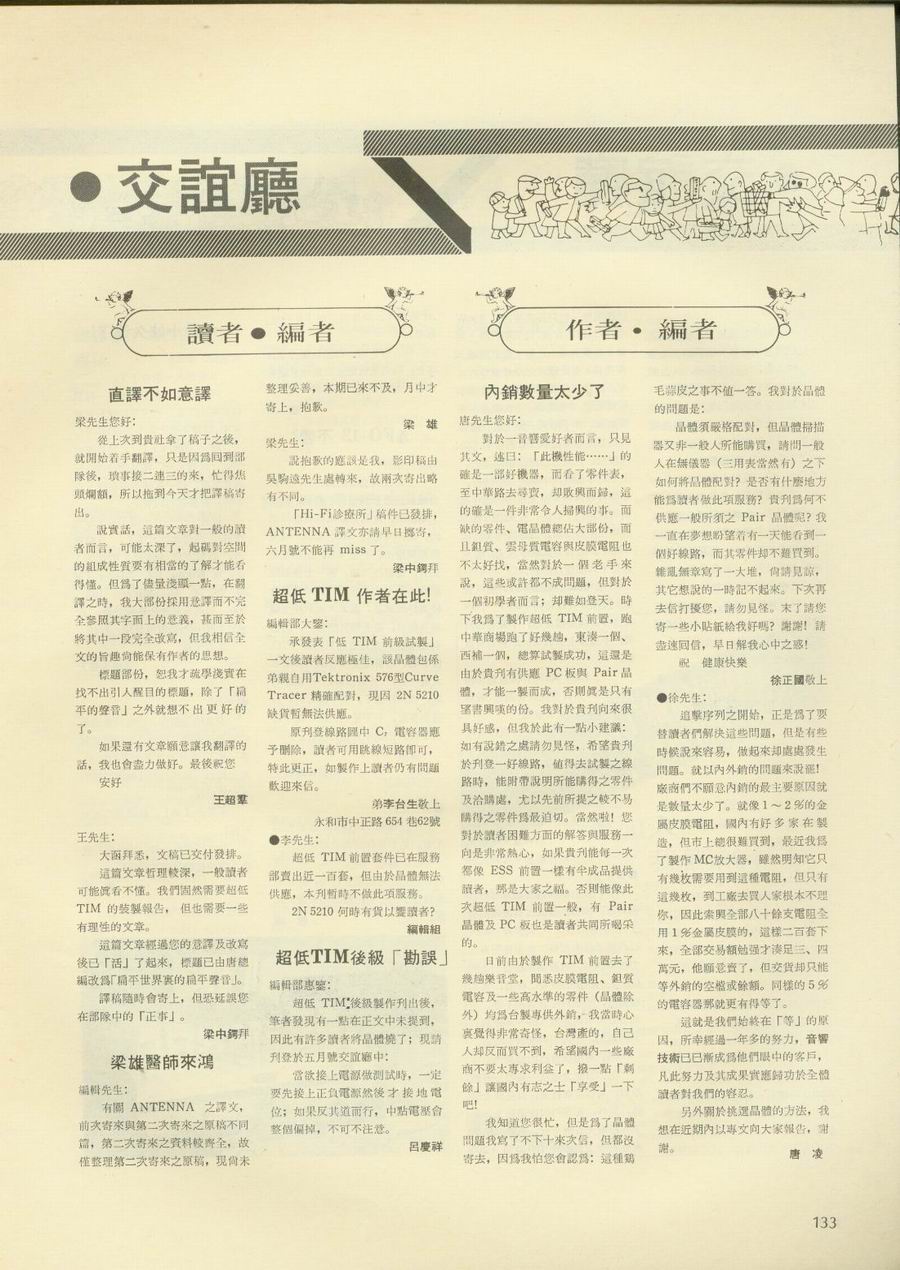 ●交誼廳
讀者●編者
直譯不如意譯
梁先生您好：
從上次到貴社拿了稿子之後，
就開始着手翻譯，只是因爲回到部
隊後，瑣事接二連三的來，忙得焦
頭爛額，所以拖到今天才把譯稿寄
出。
說實話，這篇文章對一般的讀
者而言，可能太深了，起碼對空間
的組成性質要有相當的了解才能看
得懂。但爲了儘量淺顯一點，在翻
譯之時，我大部份採用意譯而不完
全參照其字面上的意義，甚而至於
將其中一段完全改寫，但我相信全
文的旨趣尙能保有作者的思想。
標題部份，恕我才疏學淺實在
找不出引人醒目的標題，除了「扁
平的聲音」之外就想不出更好的
了。
如果還有文章願意讓我翻譯的
話，我也會盡力做好。最後祝您
安好
王超羣
王先生：
大函拜悉，文稿已交付發排。
這篇文章哲理較深，一般讀者
可能眞看不懂。我們固然需要超低
TIM 的裝製報告， 但也需要一些
有理性的文章。
這篇文章經過您的意譯及改寫
後已「活」了起來，標題已由唐總
編改爲「扁平世界裏的扁平聲音」。
譯稿隨時會寄上，但恐延誤您
在部隊中的「正事」。
梁中鍔拜
梁雄醫師來鴻
編輯先生：
有關 ANTENNA 之譯文，
前次寄來與第二次寄來之原稿不同
篇，第二次寄來之資料較齊全，故
僅整理第二次寄來之原稿，現尙未
整理妥善，本期已來不及，月中才
寄上，抱歉。
梁 雄
梁先生：
說抱歉的應該是我，影印稿由
吳駒遠先生處轉來，故兩次寄出略
有不同。
「Hi-Fi診療所」稿件已發排，
ANTENNA 譯文亦請早日擲寄，
六月號不能再 miss 了。
梁中鍔拜
超低 TIM 作者在此！
編輯部大鑒：
承發表「低 TIM 前級試製」
一文後讀者反應極佳，該晶體包係
弟親自用Tektronix 576型Curve
Tracer 精確配對，現因 2N 5210
缺貨暫無法供應。
原刋登線路圖中 C₇ 電容器應
予刪除，讀者可用跳線短路卽可，
特此更正，如製作上讀者仍有問題
歡迎來信。
弟李台生敬上
永和市中正路 654 巷62號
●李先生：
超低 TIM 前置套件已在服務
部賣出近一百套，但由於晶體無法
供應，本刋暫時不做此項服務。
2N 5210 何時有貨以饗讀者？
編輯組
超低TIM後級「勘誤」
編輯部惠鑒：
超低 TIM後級製作刋出後，
筆者發現有一點在正文中未提到，
因此有許多讀者將晶體燒了；現請
刋登於五月號交誼廳中：
當欲接上電源做測試時，一定
要先接上正負電源然後才接地電
位；如果反其道而行，中點電壓會
整個偏掉，不可不注意。
呂慶祥
作者・編者
內銷數量太少了
唐先生您好：
對於一音響愛好者而言，只見
其文，述曰：「此機性能⋯⋯」的
確是一部好機器，而看了零件表，
至中華路去尋寶，却敗興而歸，這
的確是一件非常令人掃興的事。而
缺的零件、電晶體總佔大部份，而
且鉭質、雲母質電容與皮膜電阻也
不太好找，當然對於一個老手來
說，這些或許都不成問題，但對於
一個初學者而言；却難如登天。時
下我爲了製作超低 TIM 前置，跑
中華商場跑了好幾趟，東湊一個、
西補一個，總算試製成功，這還是
由於貴刋有供應 PC 板與 Pair 晶
體，才能一製而成，否則眞是只有
望書興嘆的份。我對於貴刋向來很
具好感，但我於此有一點小建議：
如有說錯之處請勿見怪，希望貴刋
於刋登一好線路，値得去試製之線
路時，能附帶說明所能購得之零件
及洽購處，尤以先前所提之較不易
購得之零件爲最迫切。當然啦！您
對於讀者困難方面的解答與服務一
向是非常熱心，如果貴刋能每一次
都像 ESS 前置一樣有半成品提供
讀者，那是大家之福。否則能像此
次超低 TIM 前置一般，有 Pair
晶體及 PC 板也是讀者共同所喝采
的。
日前由於製作 TIM 前置去了
幾趟樂音堂，聞悉皮膜電阻、鉭質
電容及一些高水準的零件（晶體除
外）均爲台製專供外銷，我當時心
裏覺得非常奇怪，台灣產的，自己
人却反而買不到，希望國內一些廠
商不要太專求利益了，撥一點「剩
餘」讓國內有志之士「享受」一下
吧！
我知道您很忙，但是爲了晶體
問題我寫了不下十來次信，但都沒
寄去，因爲我怕您會認爲：這種鷄
毛蒜皮之事不値一答。我對於晶體
的問題是：
晶體須嚴格配對，但晶體掃描
器又非一般人所能購買，請問一般
人在無儀器（三用表當然有）之下
如何將晶體配對？是否有什麽地方
能爲讀者做此項服務？貴刋爲何不
供應一般所須之 Pair 晶體呢？我
一直在夢想盼望着有一天能看到一
個好線路，而其零件却不難買到。
雜亂無章寫了一大堆，尙請見諒，
其它想說的一時記不起來。下次再
去信打擾您，請勿見怪。末了請您
寄一些小貼紙給我好嗎？謝謝！請
盡速回信，早日解我心中之惑！
祝 健康快樂
徐正國敬上
●徐先生：
追擊序列之開始，正是爲了要
替讀者們解決這些問題，但是有些
時候說來容易，做起來却處處發生
問題。就以內外銷的問題來說罷！
廠商們不願意內銷的最主要原因就
是數量太少了。就像 1 ～ 2 %的金
屬皮膜電阻，國內有好多家在製
造，但市上總很難買到，最近我爲
了製作 MC放大器，雖然明知它只
有幾枚需要用到這種電阻，但只有
這幾枚，到工廠去買人家根本不理
你，因此索興全部八十餘支電阻全
用 1 %金屬皮膜的，這樣二百套下
來，全部交易額勉强才湊足三、四
萬元，他願意賣了，但交貨却只能
等外銷的空檔或餘額。同樣的 5 %
的電容器那就更有得等了。
這就是我們始終在「等」的原
因，所幸經過一年多的努力，音響
技術已巳漸成爲他們眼中的客戶，
凡此努力及其成果實應歸功於全體
讀者對我們的容忍。
另外關於挑選晶體的方法，我
想在近期內以專文向大家報告，謝
謝。
唐 凌
133